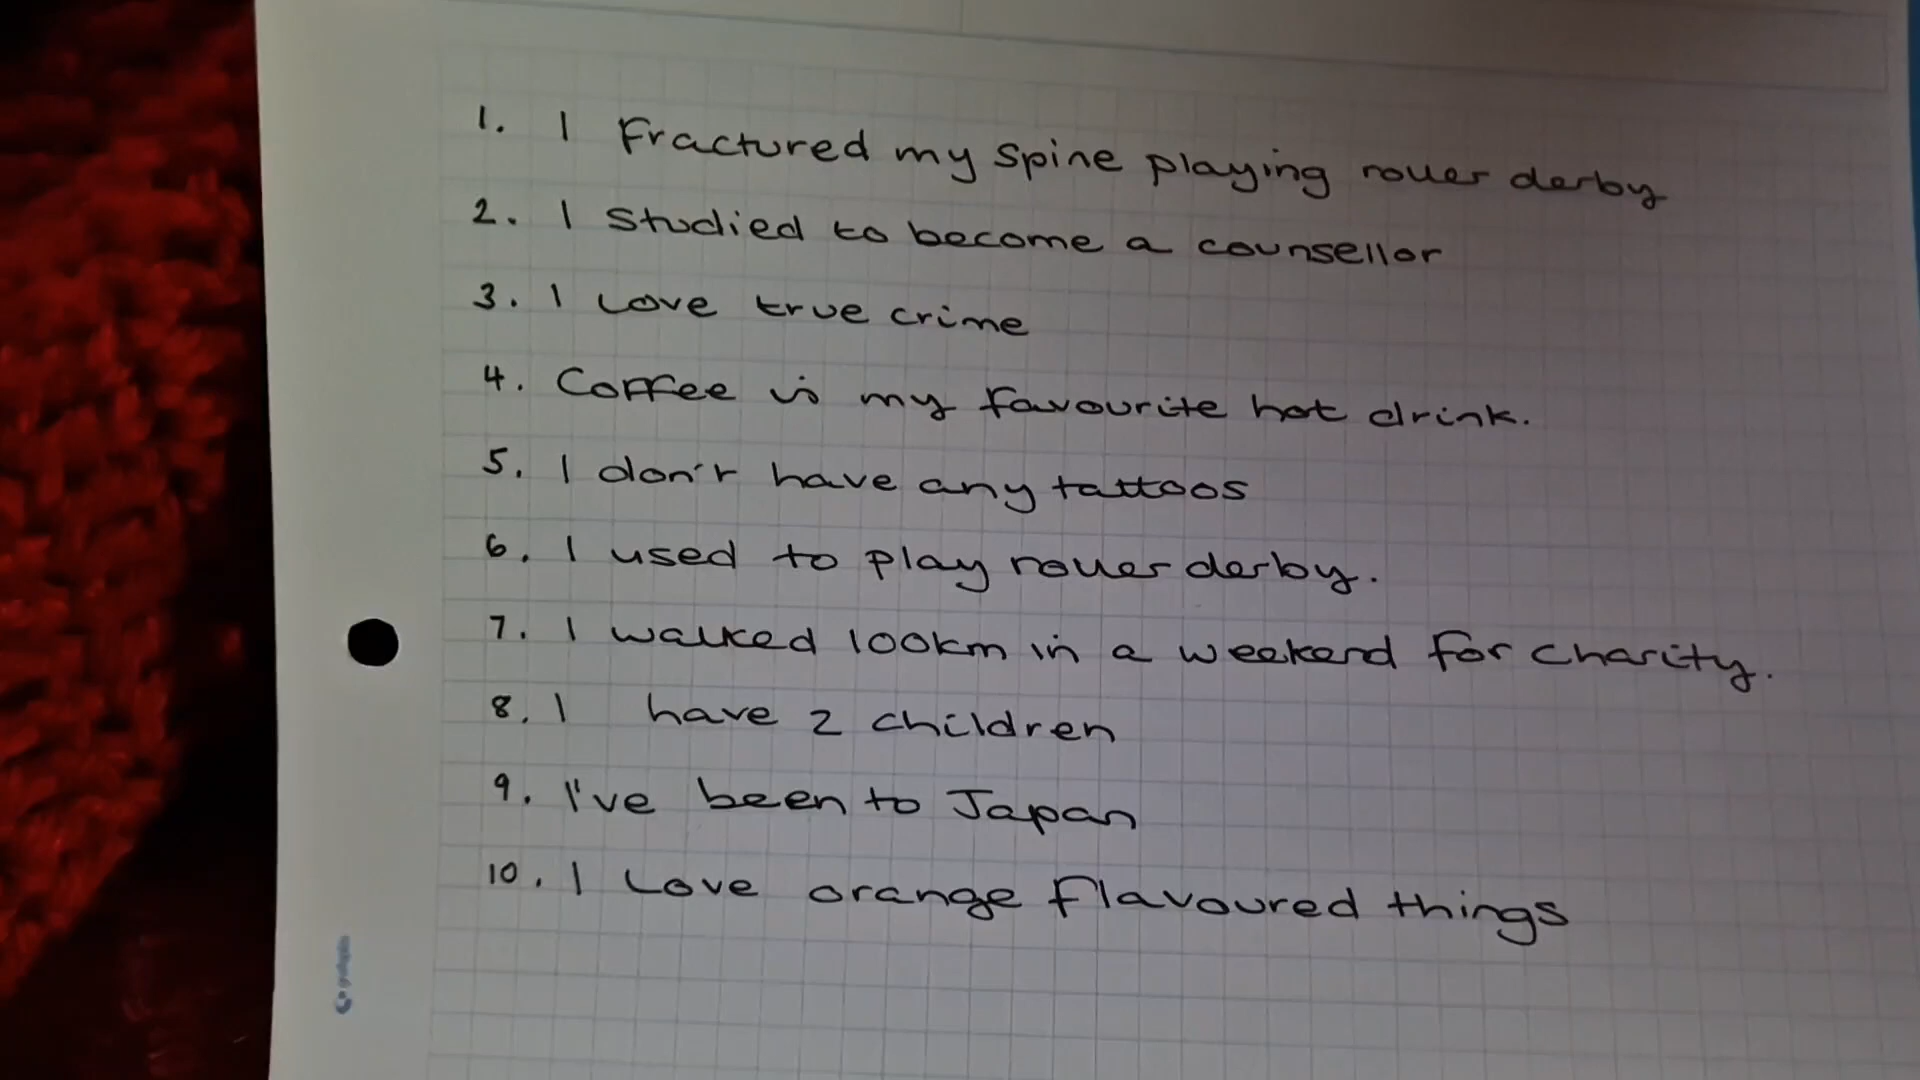 1. I Fractured my spine playing roller derby
2. I studied to become a counsellor
3. I love true crime
4. Coffee is my favourite hot drink.
5. I don't have any tattoos
6. I used to play roller derby.
7. I walked 100km in a weekend for charity.
8. I have 2 children
9. I've been to Japan
10. I love orange flavoured things